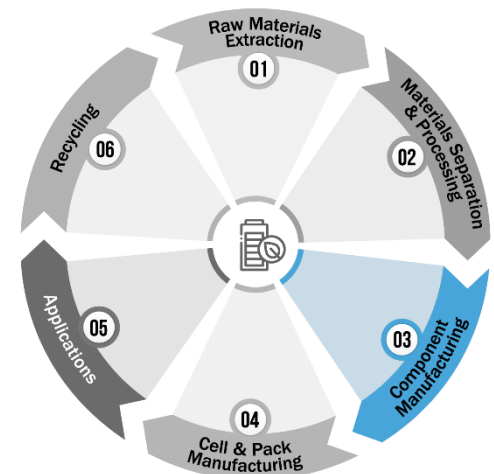 Raw Materials
Extraction
01
Materials Separation
& Processing
02
Component
Manufacturing
03
Cell & Pack
Manufacturing
04
Applications
05
Recycling
06